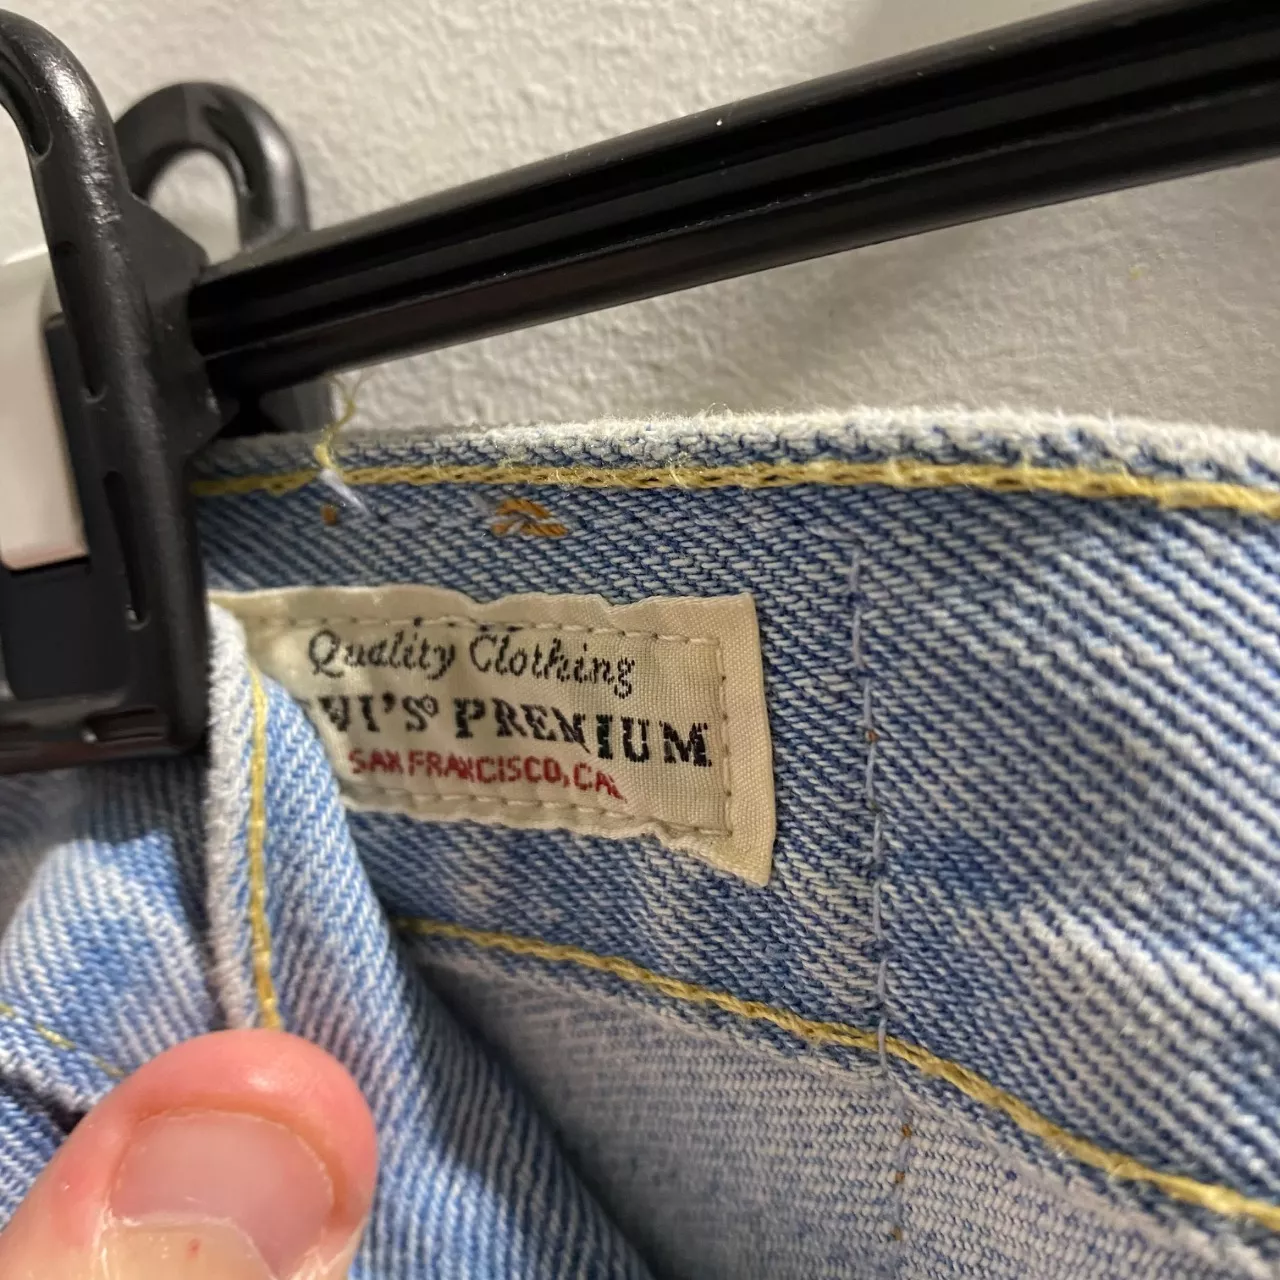 Quality Clothing
VI'S® PREMIUM
SAN FRANCISCO, CAL